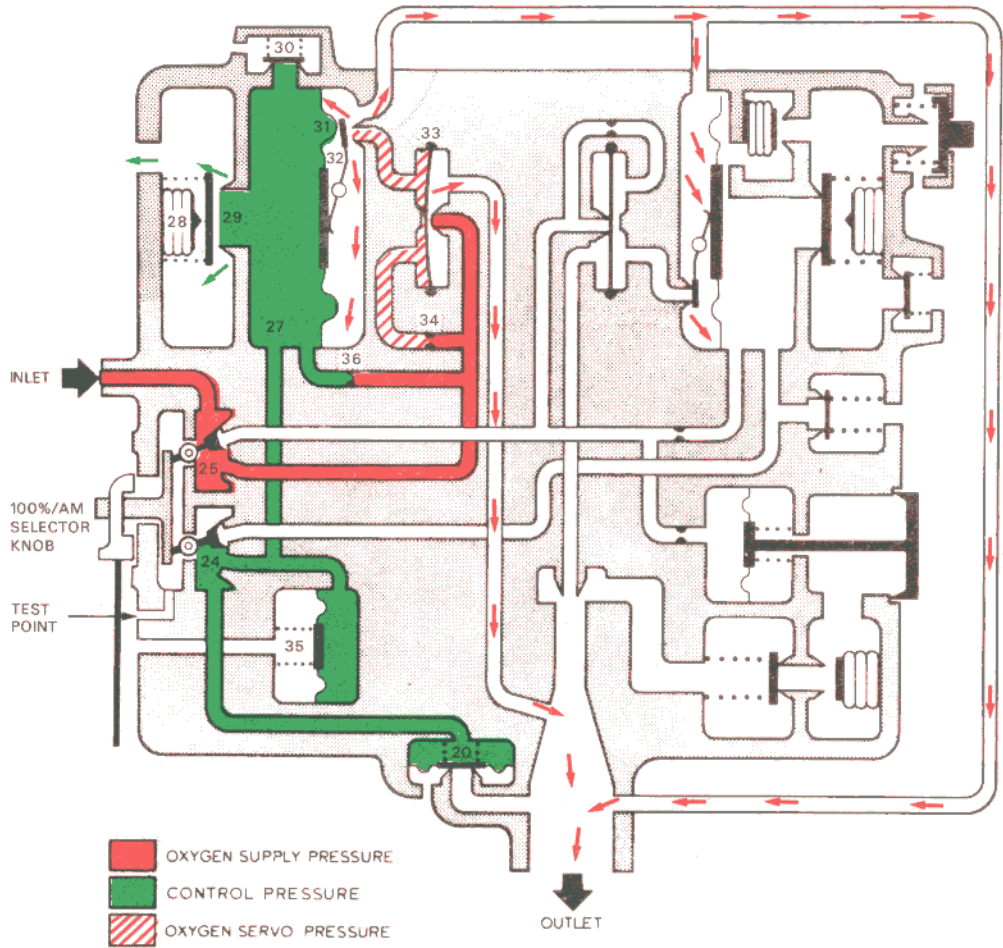 30
31
33
32
28
29
27
34
36
INLET
25
100%/AM
SELECTOR
KNOB
24
TEST
POINT
35
20
OXYGEN SUPPLY PRESSURE
CONTROL PRESSURE
OXYGEN SERVO PRESSURE
OUTLET